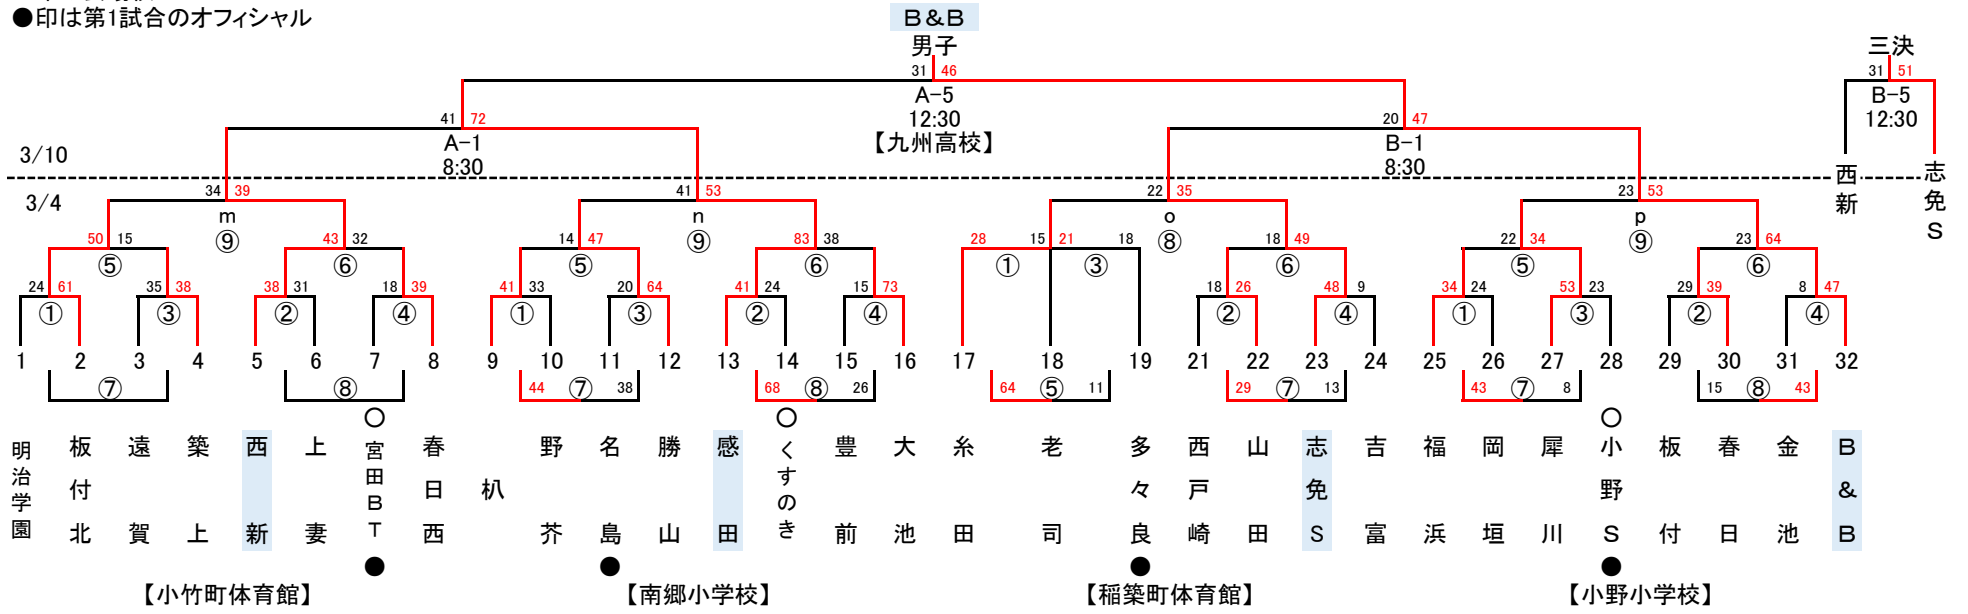 ●印は第1試合のオフィシャル
B&B
男子
三決
31 46
31 51
A-5
B-5
12:30
12:30
【九州高校】
41 72
20 47
A-1
B-1
8:30
8:30
3/10
西新
志免S
3/4
34 39
41 53
22 35
23 53
m
n
o
p
⑨
⑨
⑧
⑨
50 15
43 32
14 47
83 38
28 15 21 18
18 49
22 34
23 64
⑤
⑥
⑤
⑥
①
③
⑥
⑤
⑥
24 61
35 38
38 31
18 39
41 33
20 64
41 24
15 73
18 26
48 9
34 24
53 23
29 39
8 47
① ③ ② ④ ① ③ ② ④ ② ④ ① ③ ② ④
1 2 3 4 5 6 7 8 9 10 11 12 13 14 15 16 17 18 19 21 22 23 24 25 26 27 28 29 30 31 32
⑦
⑧
44 ⑦ 38
68 ⑧ 26
64 ⑤ 11
29 ⑦ 13
43 ⑦ 8
15 ⑧ 43
○
○
○
明治学園
板付北
遠賀
築上
西新
上妻
宮田BT
春日西
杋
野芥
名島
勝山
感田
くすのき
豊前
大池
糸田
老司
多々良
西戸崎
山田
志免S
吉富
福浜
岡垣
犀川
小野S
板付
春日
金池
B&B
● ● ● ●
【小竹町体育館】
【南郷小学校】
【稲築町体育館】
【小野小学校】